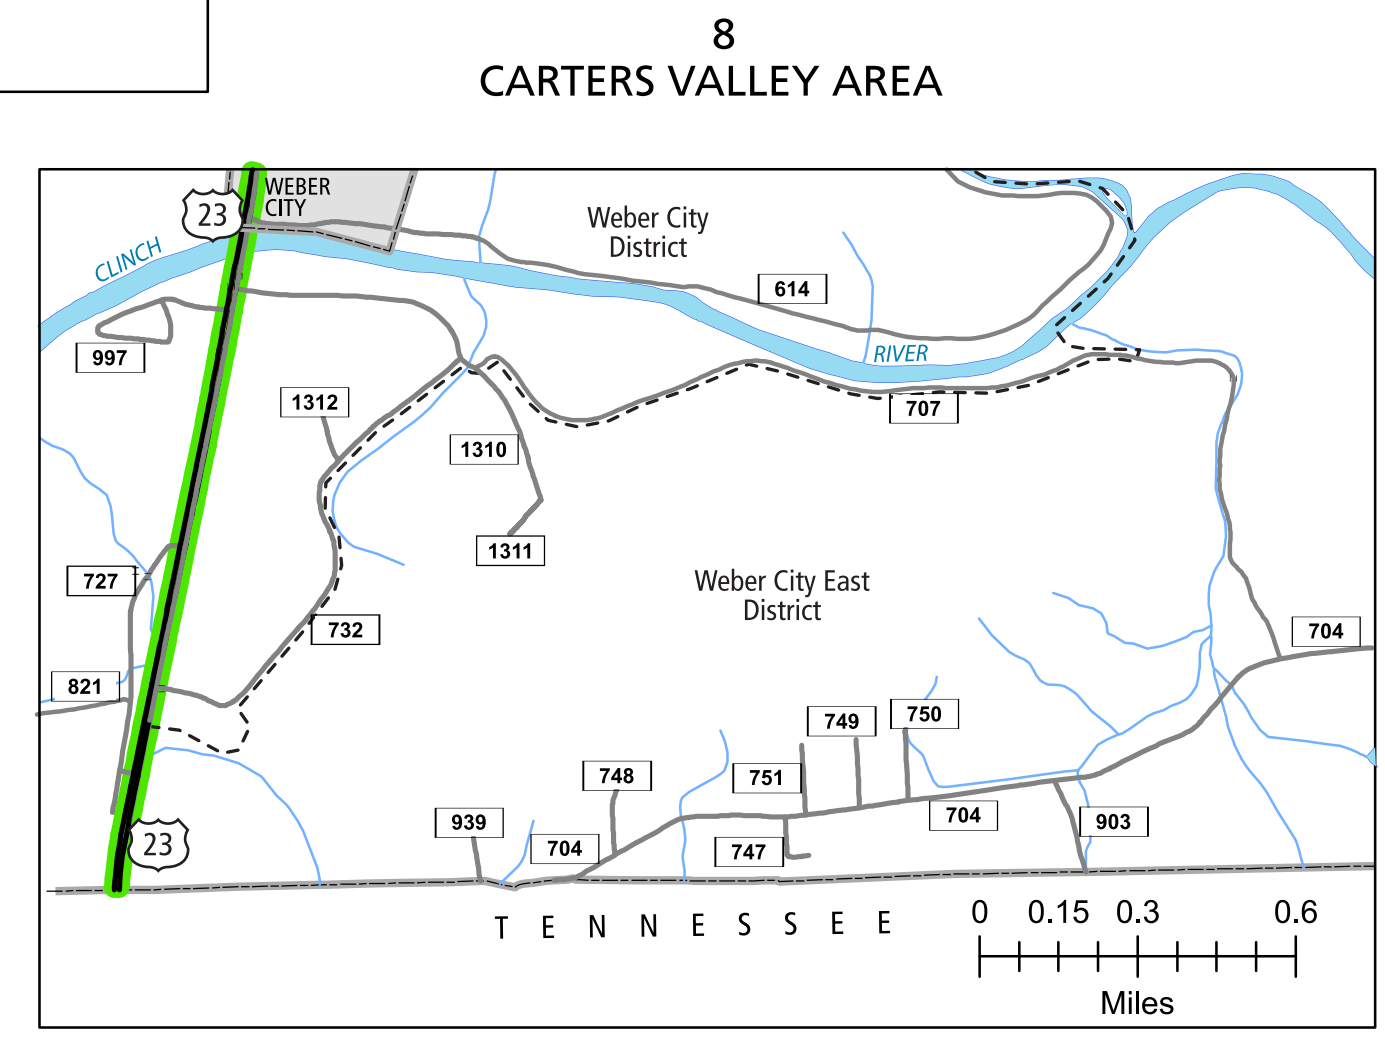 8
CARTERS VALLEY AREA
WEBER
CITY
23
Weber City
District
CLINCH
614
997
RIVER
1312
707
1310
1311
727
Weber City East
District
732
704
821
749
750
748
751
939
704
903
23
704
747
TENNESSEE
0 0.15 0.3 0.6
Miles